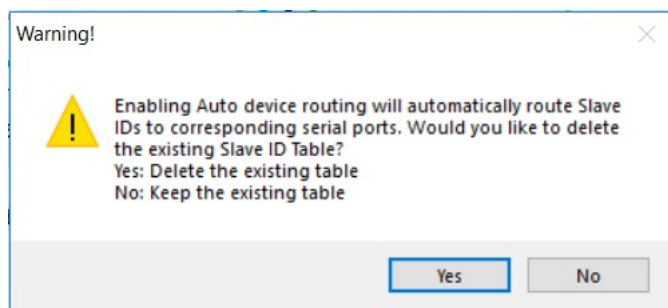 Warning!
Enabling Auto device routing will automatically route Slave
IDs to corresponding serial ports. Would you like to delete
the existing Slave ID Table?
Yes: Delete the existing table
No: Keep the existing table
Yes No